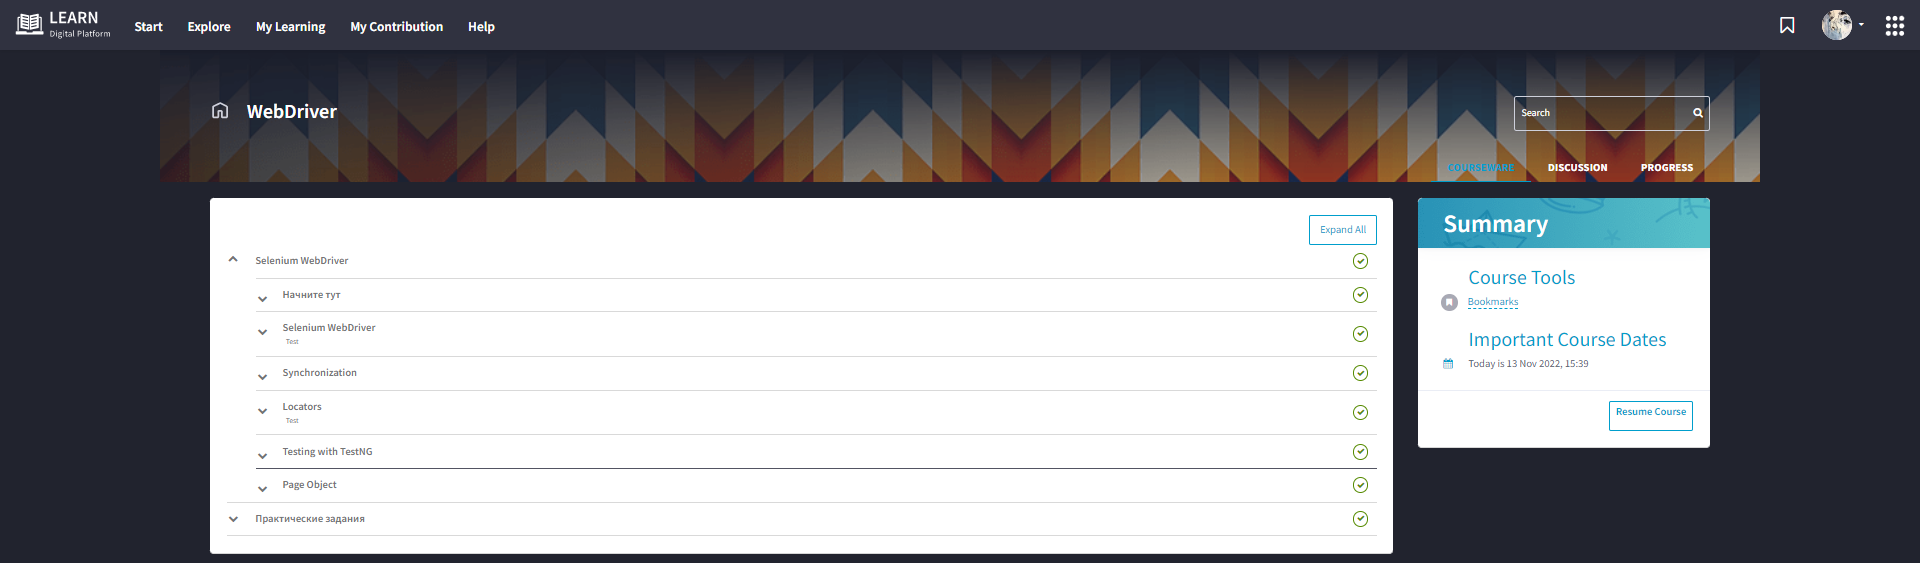 LEARN
Digital Platform
Start
Explore
My Learning
My Contribution
Help
WebDriver
Search
COURSEWARE
DISCUSSION
PROGRESS
Expand All
Selenium WebDriver
Начните тут
Selenium WebDriver
Test
Synchronization
Locators
Test
Testing with TestNG
Page Object
Практические задания
Summary
Course Tools
Bookmarks
Important Course Dates
Today is 13 Nov 2022, 15:39
Resume Course